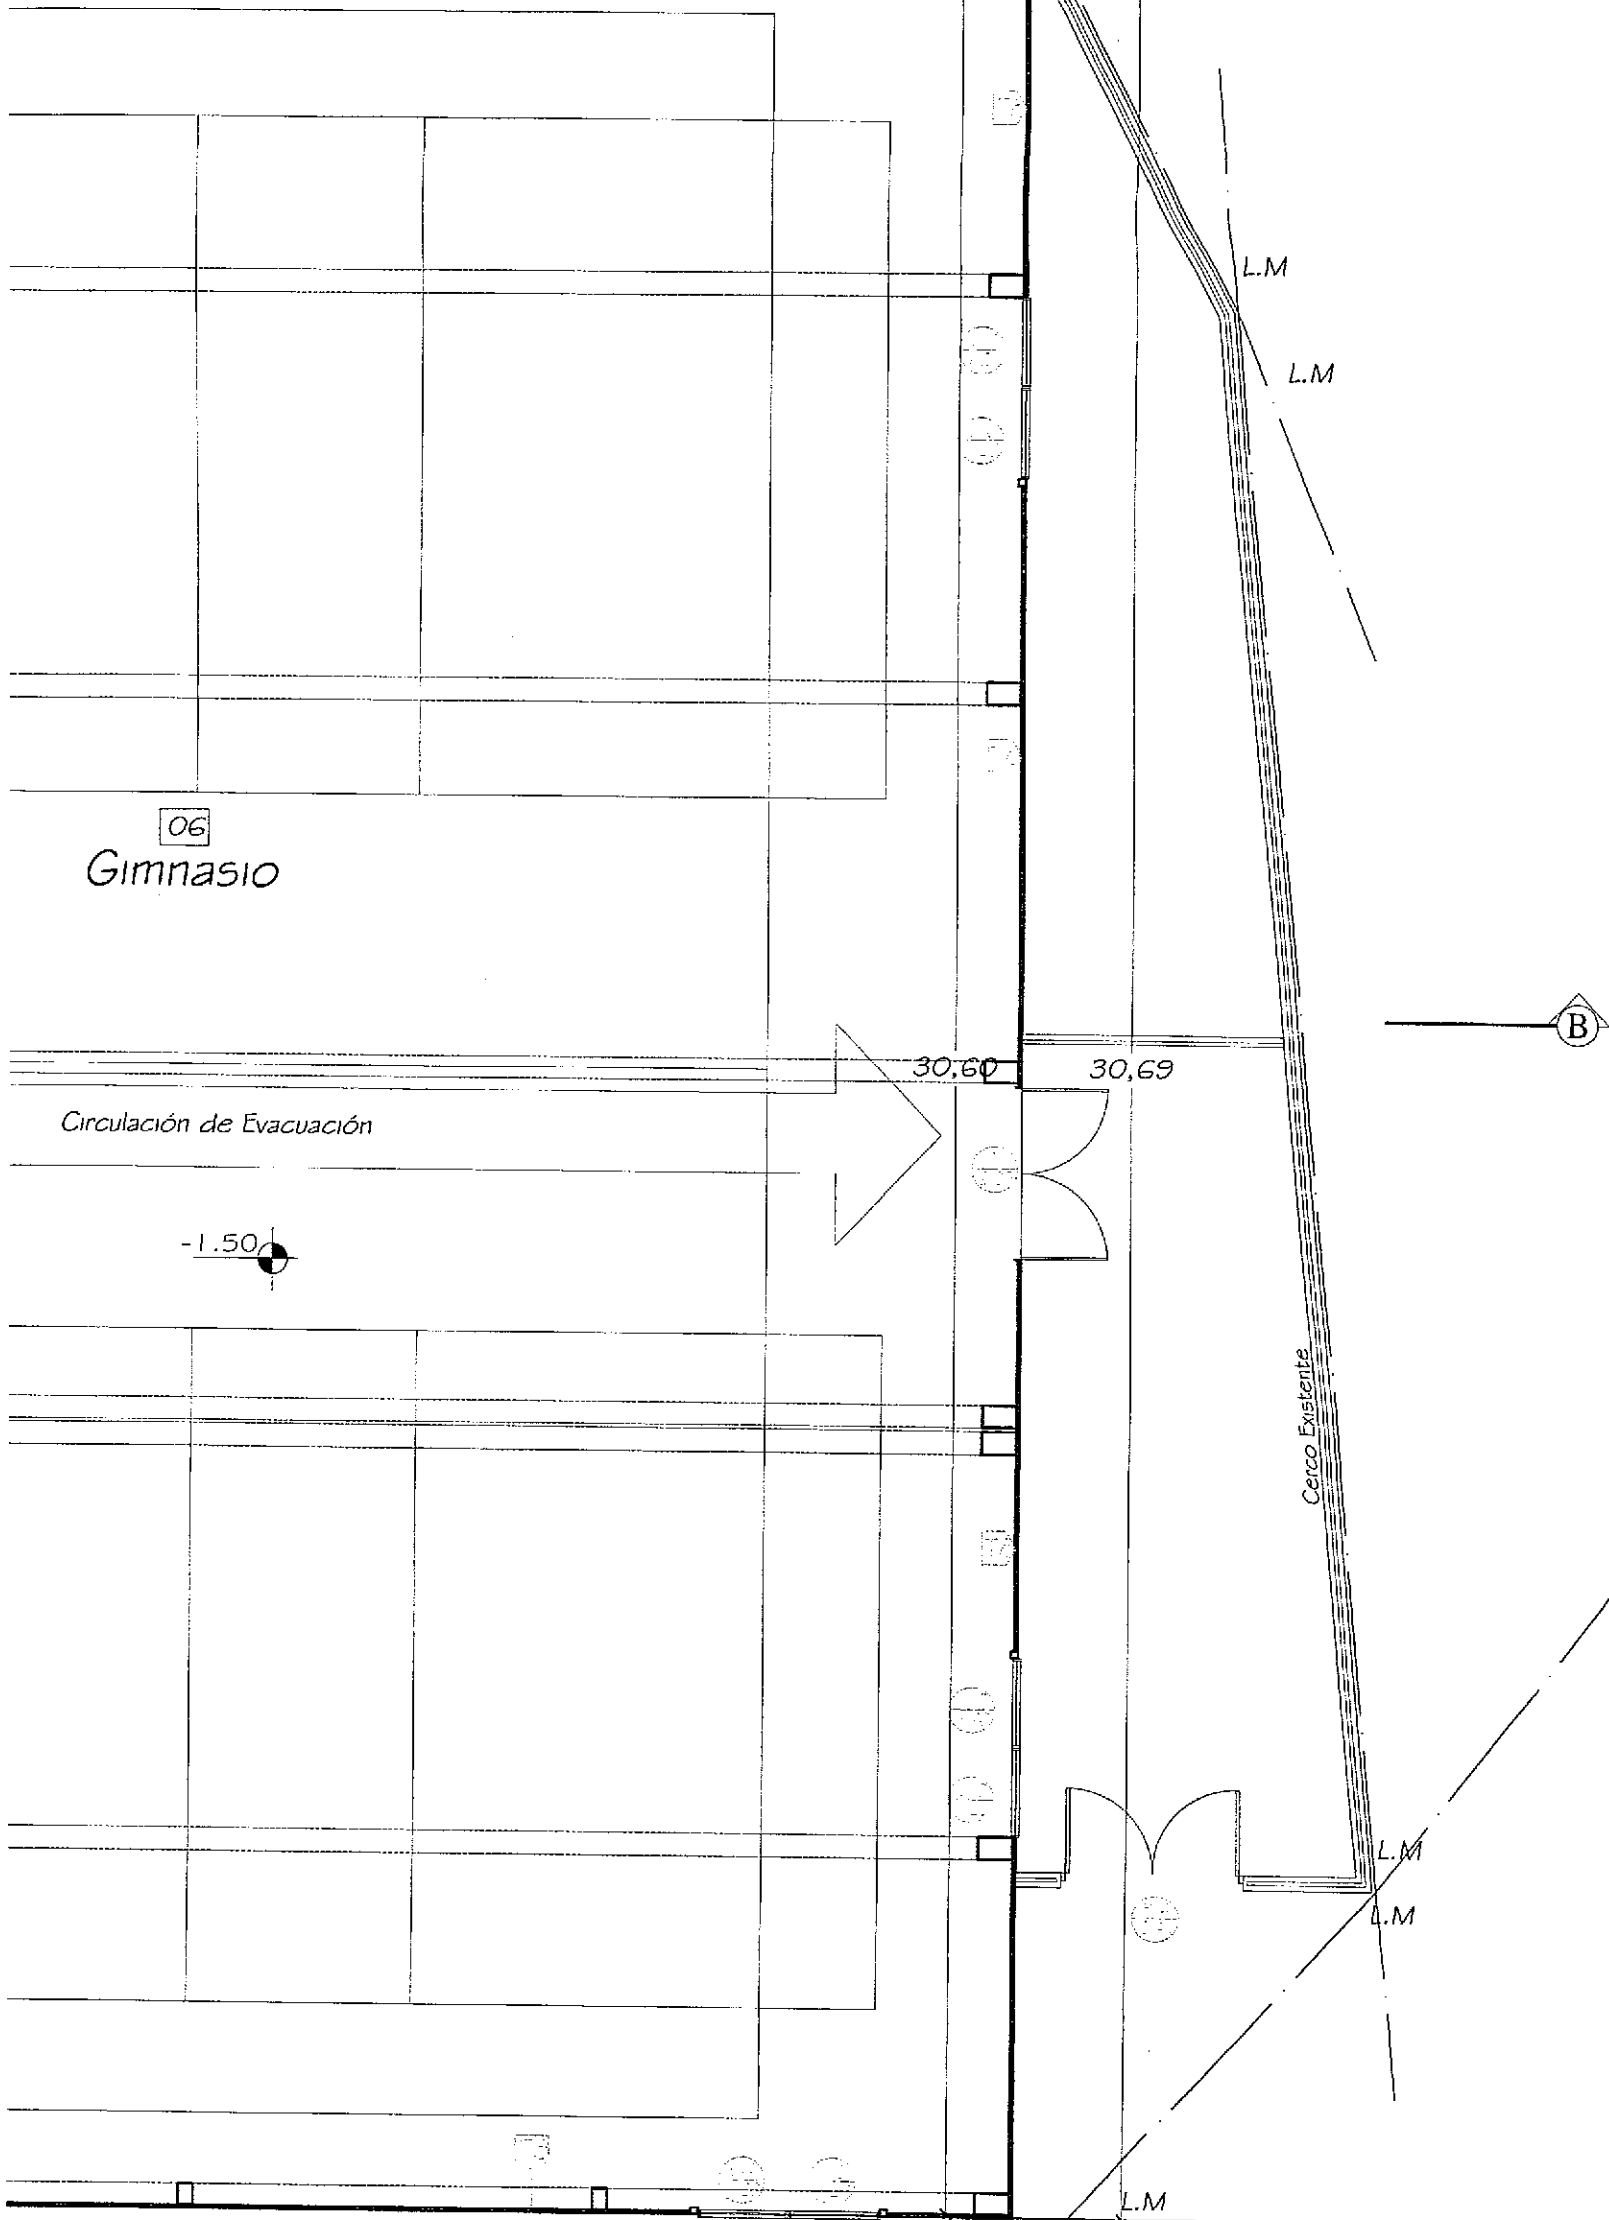 L.M
L.M
06
Gimnasio
B
30,60
30,69
Circulación de Evacuación
-1.50
Cerco Existente
L.M
L.M
L.M